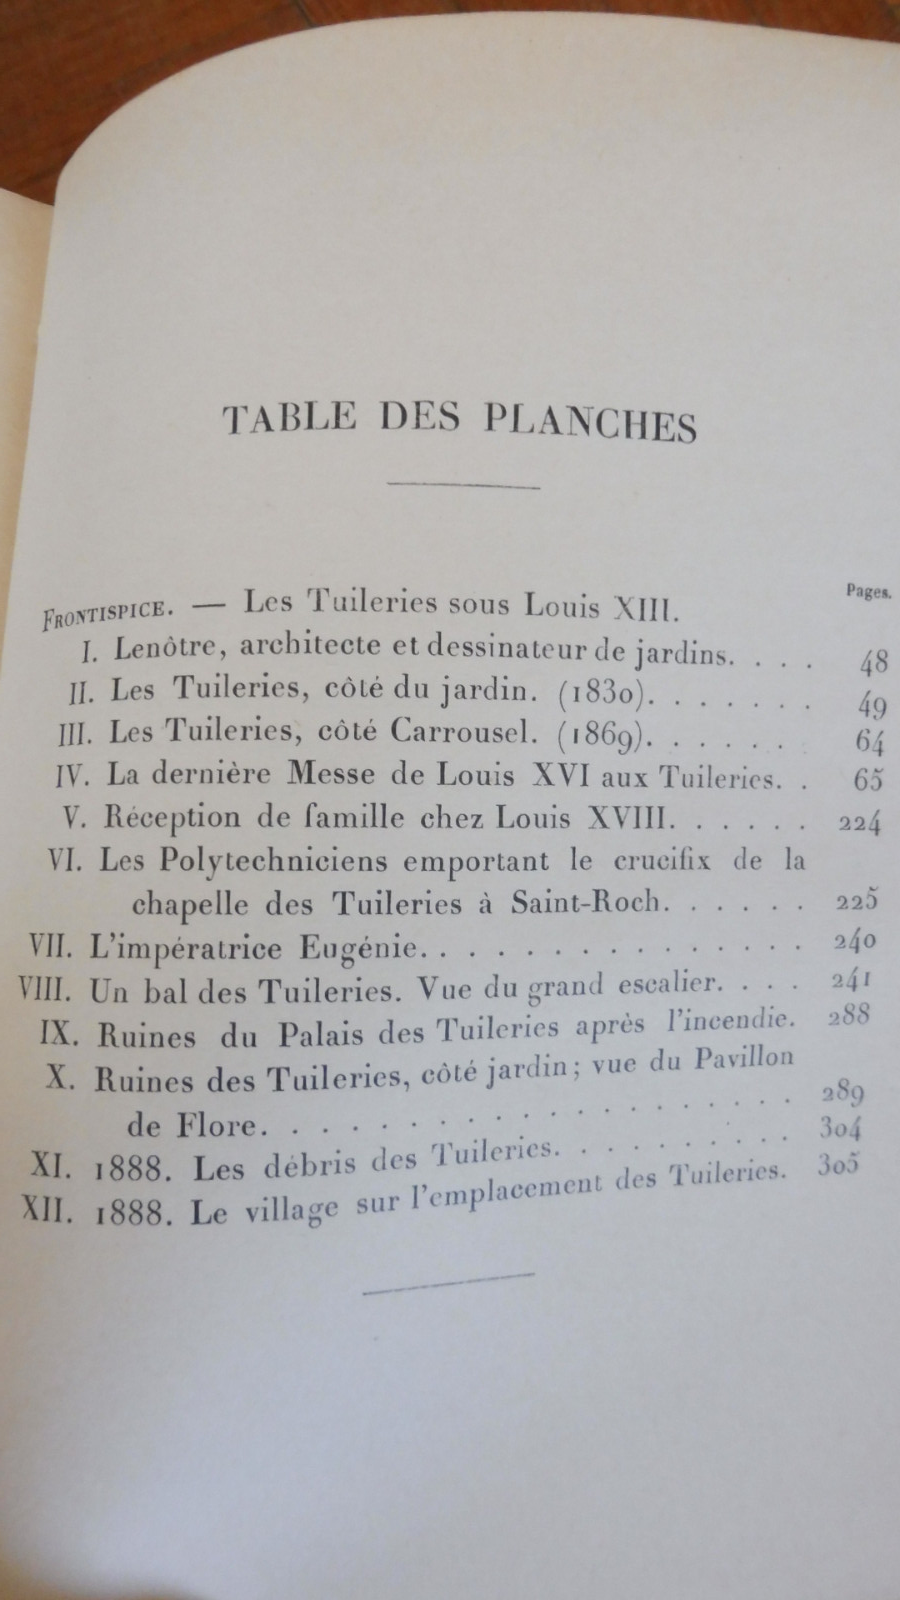 TABLE DES PLANCHES
Pages.
FRONTISPICE. — Les Tuileries sous Louis XIII.
I. Lenôtre, architecte et dessinateur de jardins. . . . 48
II. Les Tuileries, côté du jardin. (1830). . . . . . . . 49
III. Les Tuileries, côté Carrousel. (1869). . . . . . . 64
IV. La dernière Messe de Louis XVI aux Tuileries. . 65
V. Réception de famille chez Louis XVIII. . . . . . 224
VI. Les Polytechniciens emportant le crucifix de la
chapelle des Tuileries à Saint-Roch. . . . . . 225
VII. L'impératrice Eugénie. . . . . . . . . . . . . . . 240
VIII. Un bal des Tuileries. Vue du grand escalier. . . . 241
IX. Ruines du Palais des Tuileries après l'incendie. 288
X. Ruines des Tuileries, côté jardin; vue du Pavillon
de Flore. . . . . . . . . . . . . . . . . . . 289
XI. 1888. Les débris des Tuileries. . . . . . . . . . 304
XII. 1888. Le village sur l'emplacement des Tuileries. 305